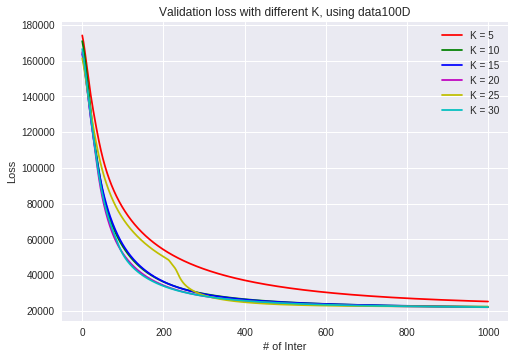 Validation loss with different K, using data100D
180000
160000
140000
120000
100000
80000
60000
40000
20000
Loss
K = 5
K = 10
K = 15
K = 20
K = 25
K = 30
0
200
400
600
800
1000
# of Inter